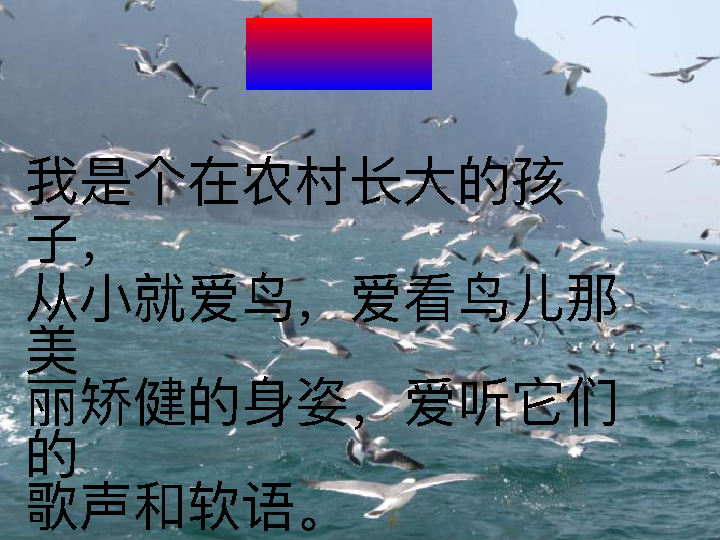 我是个在农村长大的孩
子，
从小就爱鸟，爱看鸟儿那
美
丽矫健的身姿，爱听它们
的
歌声和软语。